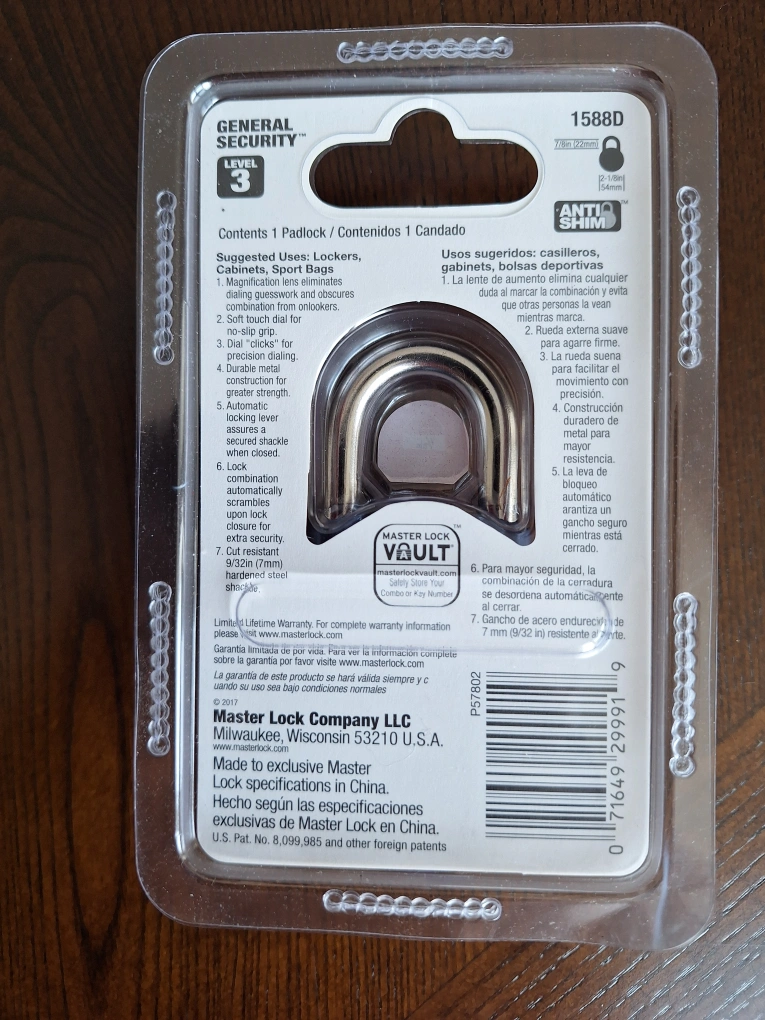 GENERAL
SECURITY™
LEVEL
3
1588D
7/8in (22mm)
2-1/8in
54mm
ANTI
SHIM™
Contents 1 Padlock / Contenidos 1 Candado
Suggested Uses: Lockers,
Cabinets, Sport Bags
1. Magnification lens eliminates
dialing guesswork and obscures
combination from onlookers.
2. Soft touch dial for
no-slip grip.
3. Dial "clicks" for
precision dialing.
4. Durable metal
construction for
greater strength.
5. Automatic
locking lever
assures a
secured shackle
when closed.
6. Lock
combination
automatically
scrambles
upon lock
closure for
extra security.
7. Cut resistant
9/32in (7mm)
hardened steel
shackle.
Usos sugeridos: casilleros,
gabinetes, bolsas deportivas
1. La lente de aumento elimina cualquier
duda al marcar la combinación y evita
que otras personas la vean
mientras marca.
2. Rueda externa suave
para agarre firme.
3. La rueda suena
para facilitar el
movimiento con
precisión.
4. Construcción
duradero de
metal para
mayor
resistencia.
5. La leva de
bloqueo
automático
arantiza un
gancho seguro
mientras está
cerrado.
6. Para mayor seguridad, la
combinación de la cerradura
se desordena automáticamente
al cerrar.
7. Gancho de acero endurecido de
7 mm (9/32 in) resistente al corte.
MASTER LOCK
VAULT™
masterlockvault.com
Safely Store Your
Combo or Key Number
Limited Lifetime Warranty. For complete warranty information
please visit www.masterlock.com
Garantía limitada de por vida. Para ver la información complete
sobre la garantía por favor visite www.masterlock.com
La garantía de este producto se hará válida siempre y c
uando su uso sea bajo condiciones normales
© 2017
Master Lock Company LLC
Milwaukee, Wisconsin 53210 U.S.A.
www.masterlock.com
Made to exclusive Master
Lock specifications in China.
Hecho según las especificaciones
exclusivas de Master Lock en China.
U.S. Pat. No. 8,099,985 and other foreign patents
P57802
0 71649 29991 9